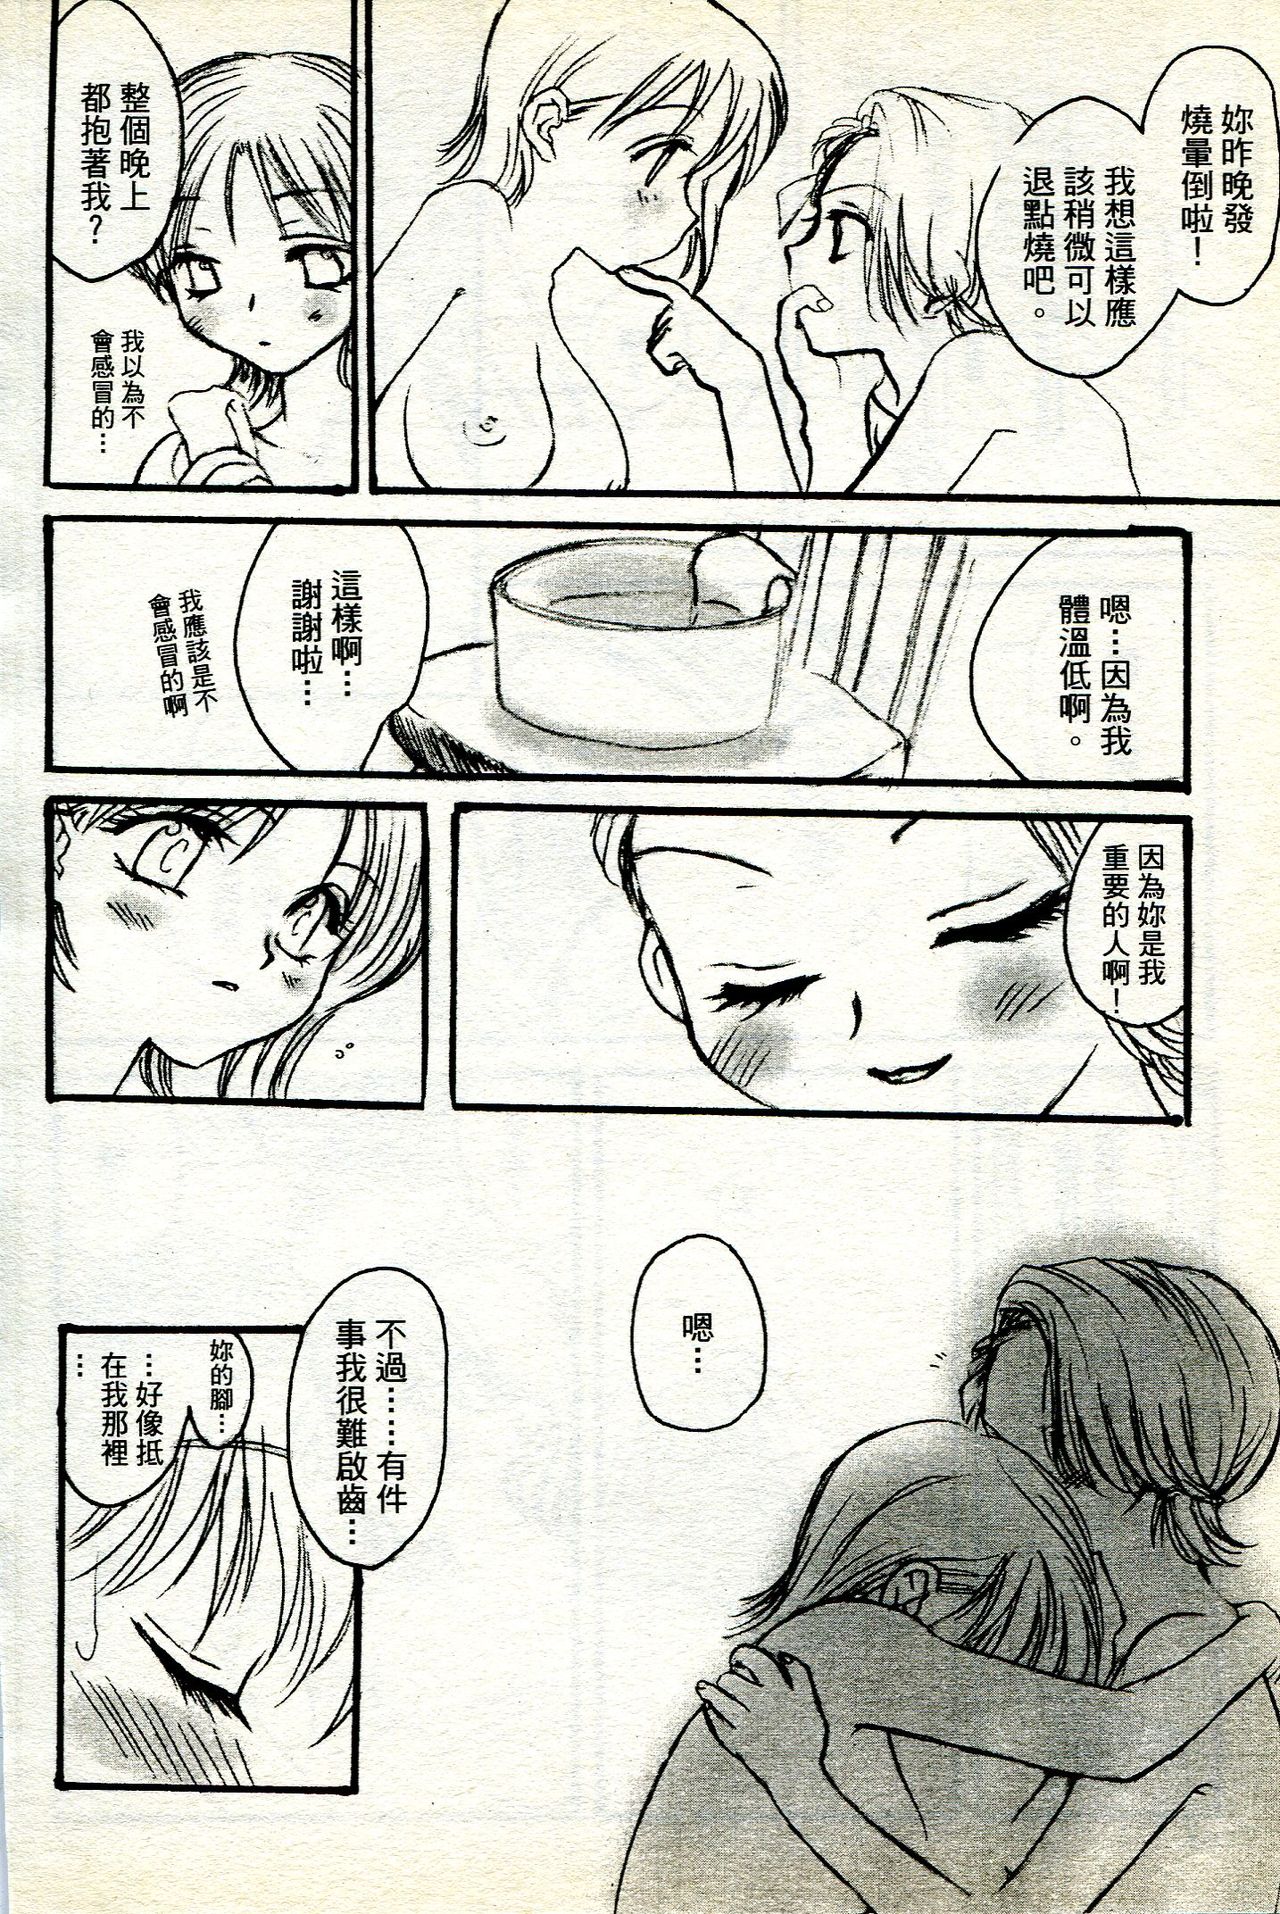 妳昨晚發
燒暈倒啦！
我想這樣應
該稍微可以
退點燒吧。
整個晚上
都抱著我？
我以為不
會感冒的…
嗯…因為我
體溫低啊。
這樣啊…
謝謝啦…
我應該是不
會感冒的啊
因為妳是我
重要的人啊！
嗯…
不過……有件
事我很難啟齒…
妳的腳…
…好像抵
在我那裡
…